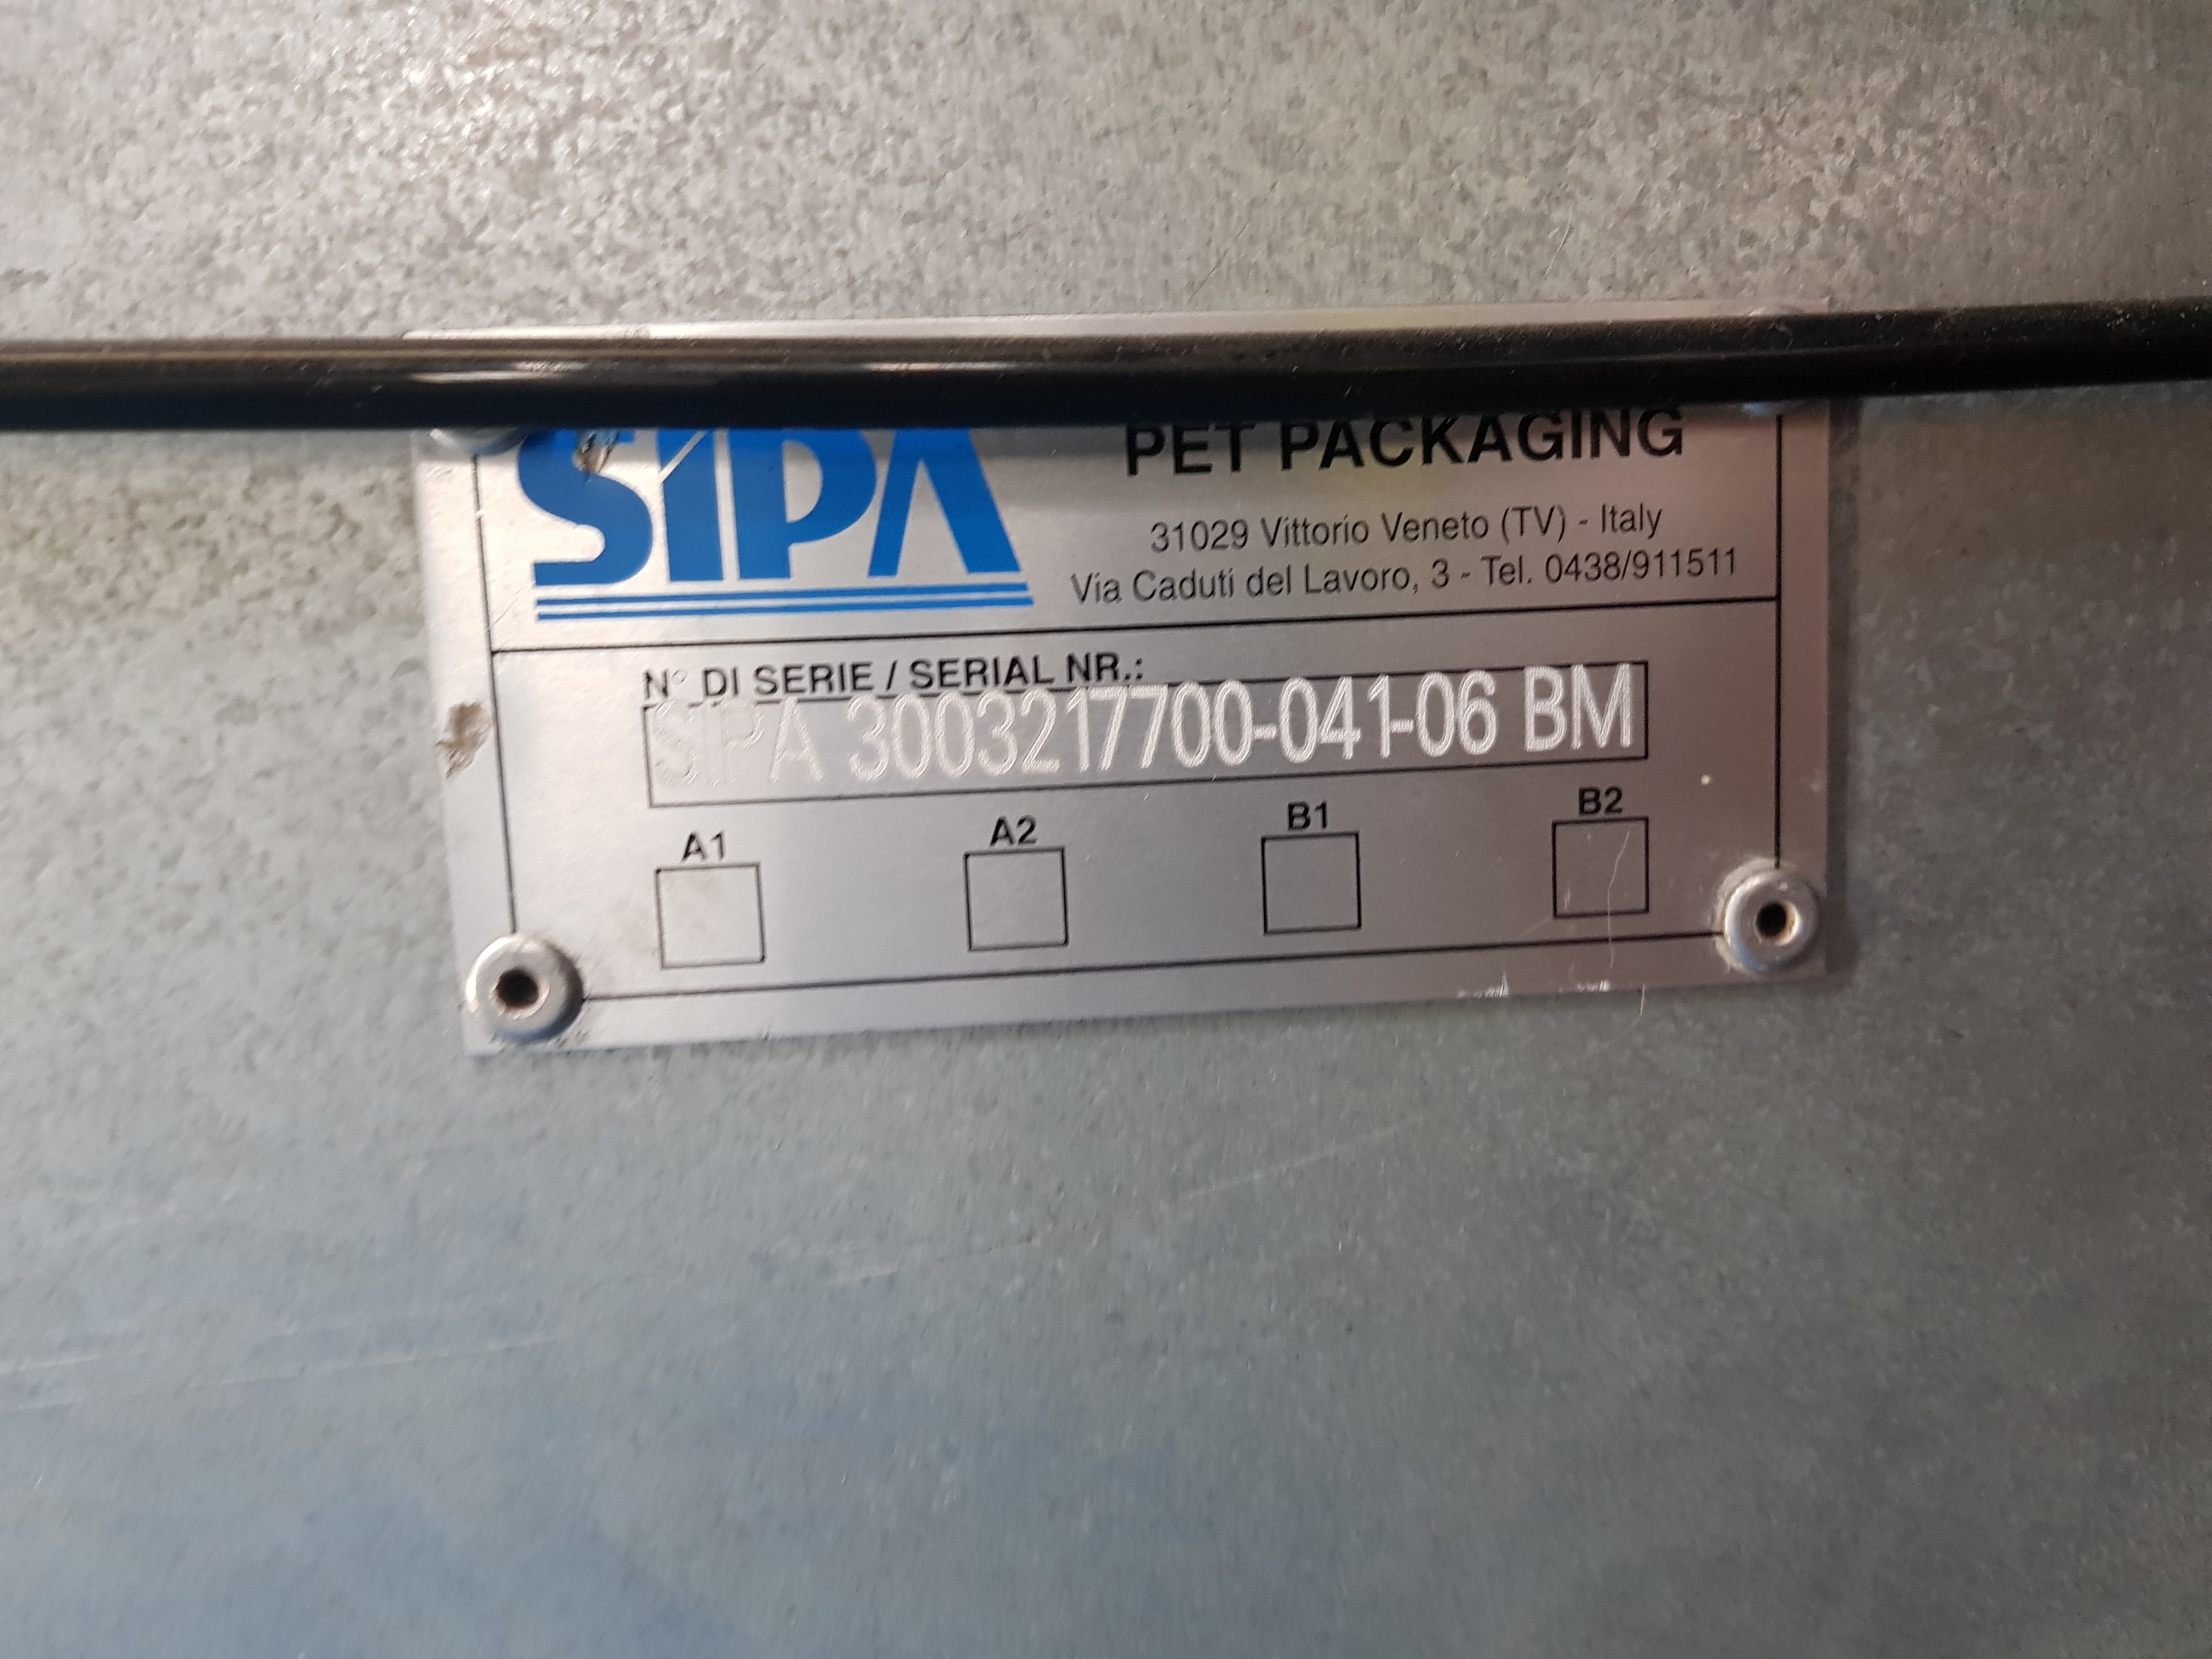 SIPA
PET PACKAGING
31029 Vittorio Veneto (TV) - Italy
Via Caduti del Lavoro, 3 - Tel. 0438/911511
N° DI SERIE / SERIAL NR.:
SIPA 3003217700-041-06 BM
A1 A2 B1 B2